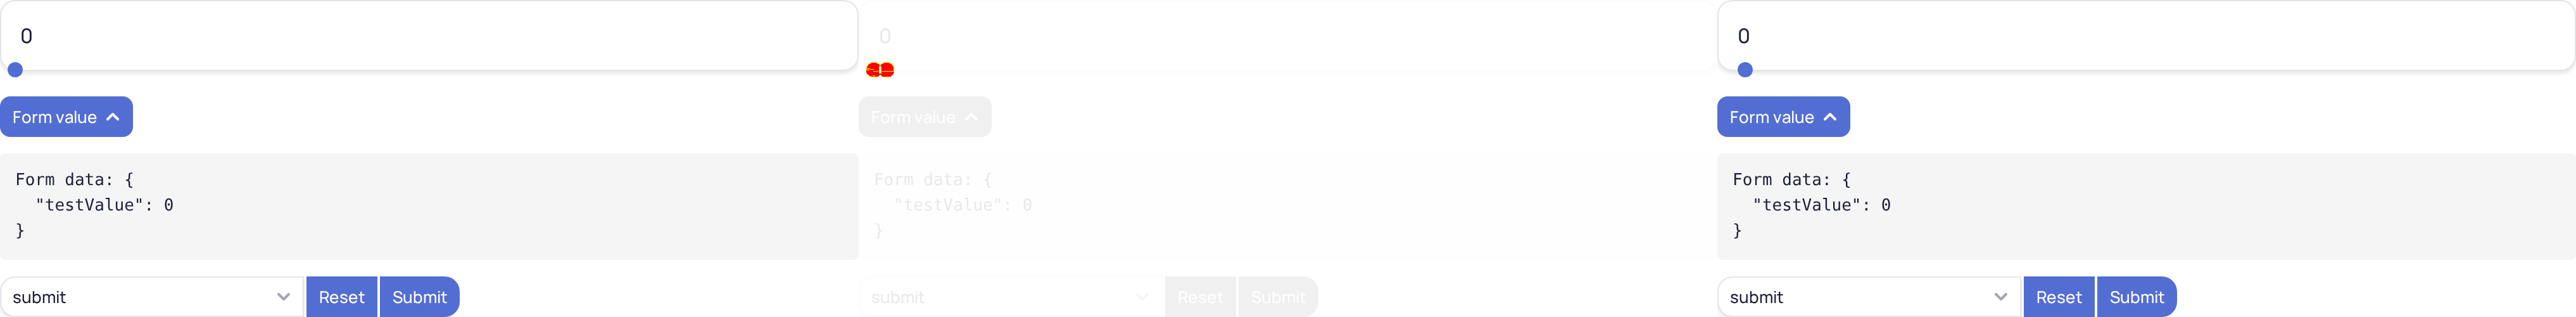 0
Form value
Form data: {
"testValue": 0
}
submit
Reset
Submit
0
Form value
Form data: {
"testValue": 0
}
submit
Reset
Submit
0
Form value
Form data: {
"testValue": 0
}
submit
Reset
Submit